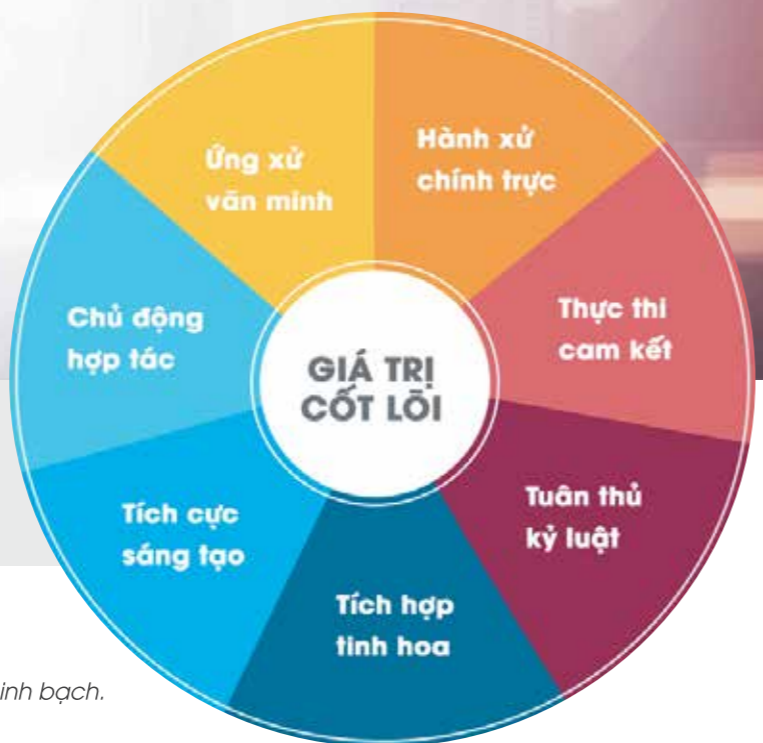 Ứng xử
văn minh
Hành xử
chính trực
Chủ động
hợp tác
Thực thi
cam kết
GIÁ TRỊ
CỐT LÕI
Tích cực
sáng tạo
Tuân thủ
kỷ luật
Tích hợp
tinh hoa
bạch.